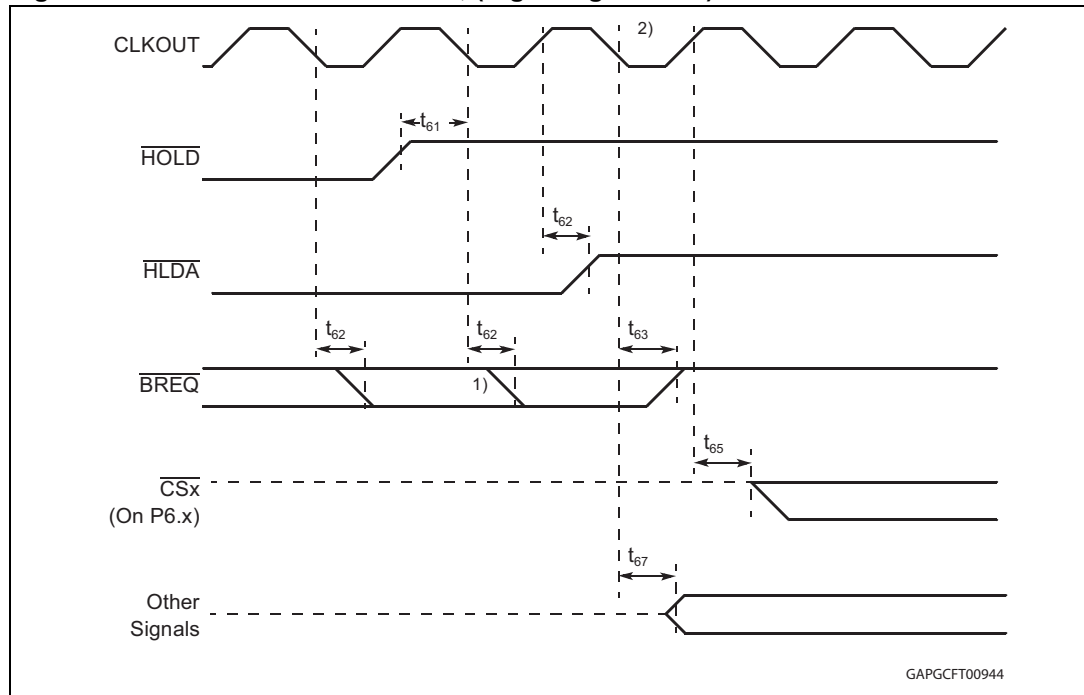 CLKOUT
2)
t61
HOLD
t62
HLDA
t62
t62
t63
BREQ
1)
t65
CSx
(On P6.x)
t67
Other
Signals
GAPGCFT00944